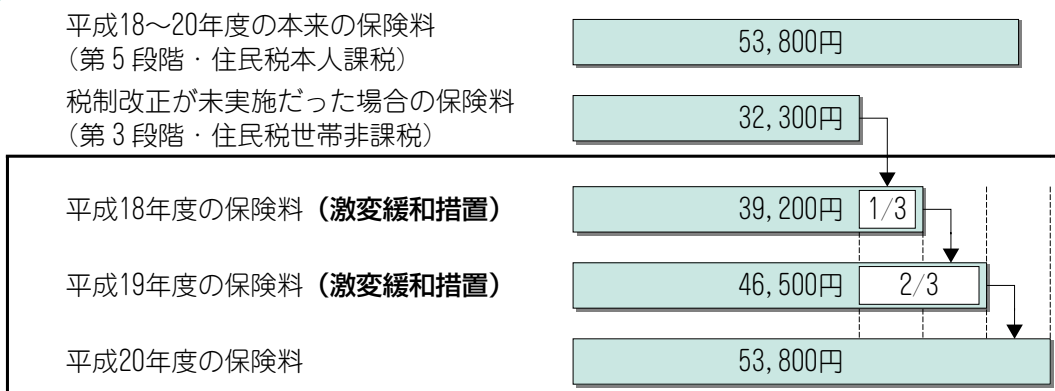 平成18～20年度の本来の保険料
（第５段階・住民税本人課税）
53,800円
税制改正が未実施だった場合の保険料
（第３段階・住民税世帯非課税）
32,300円
平成18年度の保険料（激変緩和措置）
39,200円 1/3
平成19年度の保険料（激変緩和措置）
46,500円 2/3
平成20年度の保険料
53,800円